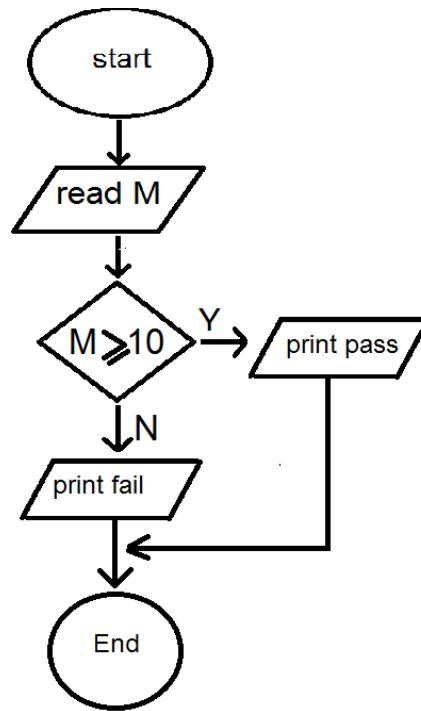 start
read M
M⩾10
Y
print pass
N
print fail
End